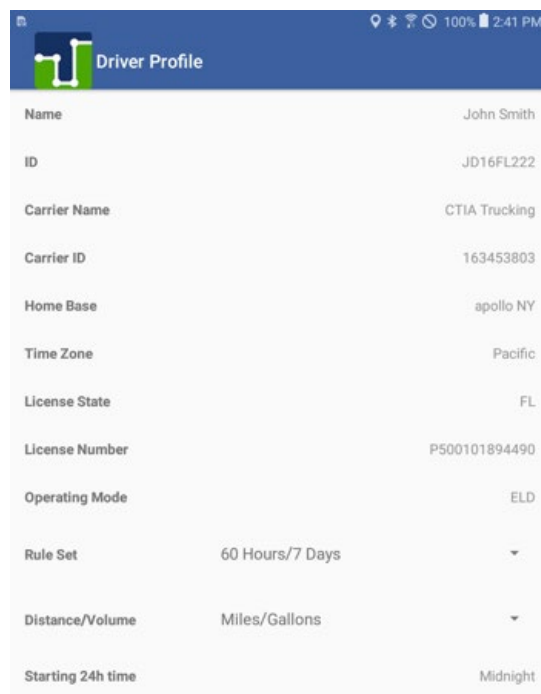 100% 2:41 PM
Driver Profile
Name John Smith
ID JD16FL222
Carrier Name CTIA Trucking
Carrier ID 163453803
Home Base apollo NY
Time Zone Pacific
License State FL
License Number P500101894490
Operating Mode ELD
Rule Set 60 Hours/7 Days
Distance/Volume Miles/Gallons
Starting 24h time Midnight